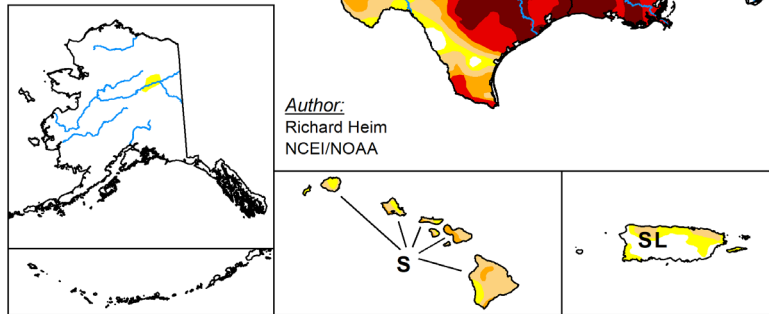 Author:
Richard Heim
NCEI/NOAA
S
SL